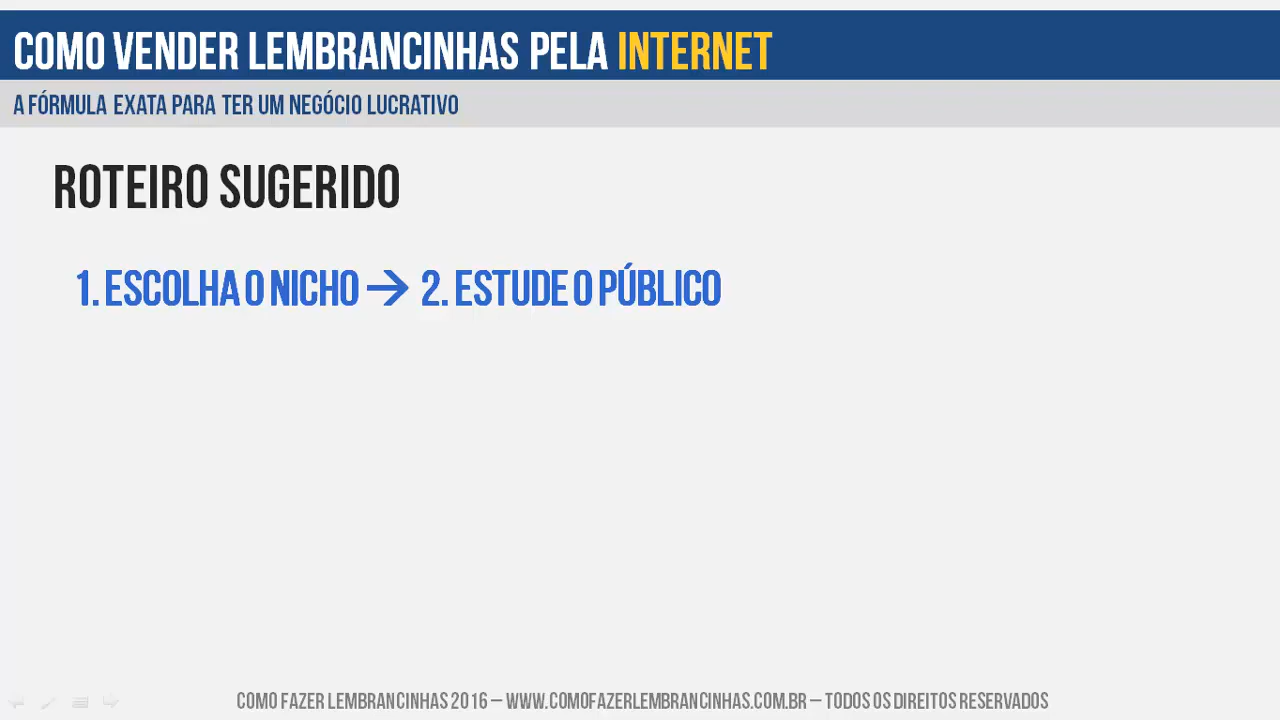 COMO VENDER LEMBRANCINHAS PELA INTERNET
A FÓRMULA EXATA PARA TER UM NEGÓCIO LUCRATIVO
ROTEIRO SUGERIDO
1. ESCOLHA O NICHO → 2. ESTUDE O PÚBLICO
COMO FAZER LEMBRANCINHAS 2016 – WWW.COMOFAZERLEMBRANCINHAS.COM.BR – TODOS OS DIREITOS RESERVADOS